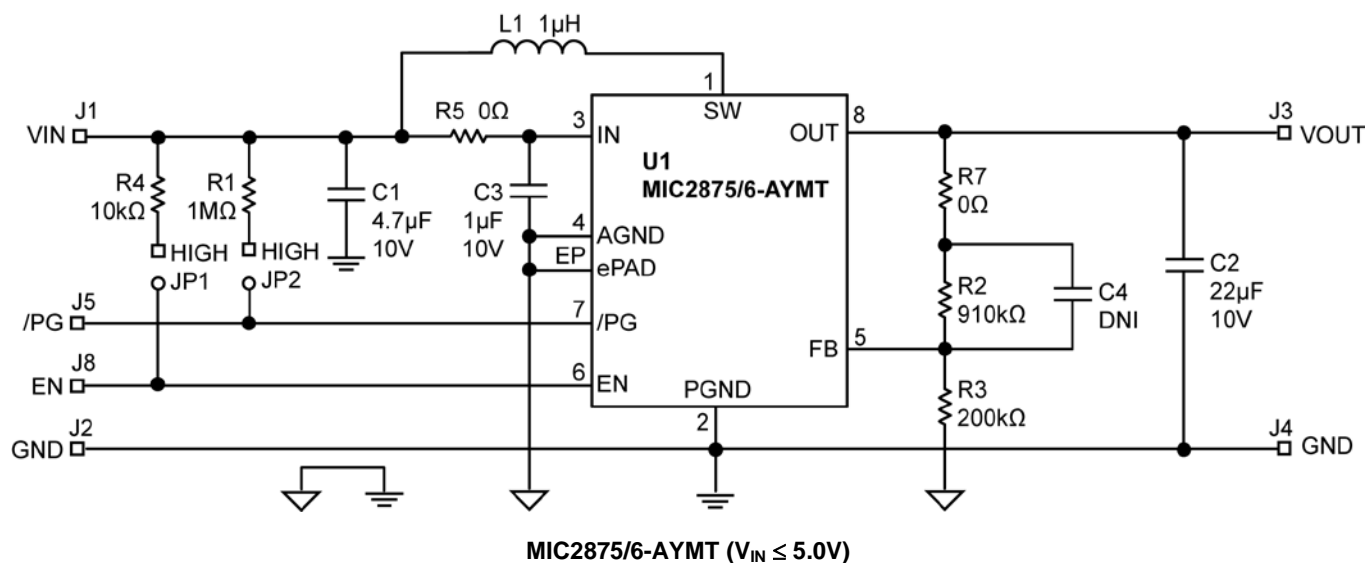 L1 1µH
1
J1
R5 0Ω
3
SW
8
J3
VIN
IN
OUT
VOUT
U1
MIC2875/6-AYMT
R4
10kΩ
R1
1MΩ
C1
4.7µF
10V
C3
1µF
10V
R7
0Ω
4
AGND
HIGH
HIGH
EP
ePAD
JP1
JP2
R2
910kΩ
C4
DNI
C2
22µF
10V
J5
/PG
7
/PG
5
FB
J8
EN
6
EN
PGND
2
R3
200kΩ
J2
GND
J4
GND
MIC2875/6-AYMT (VIN ≤ 5.0V)